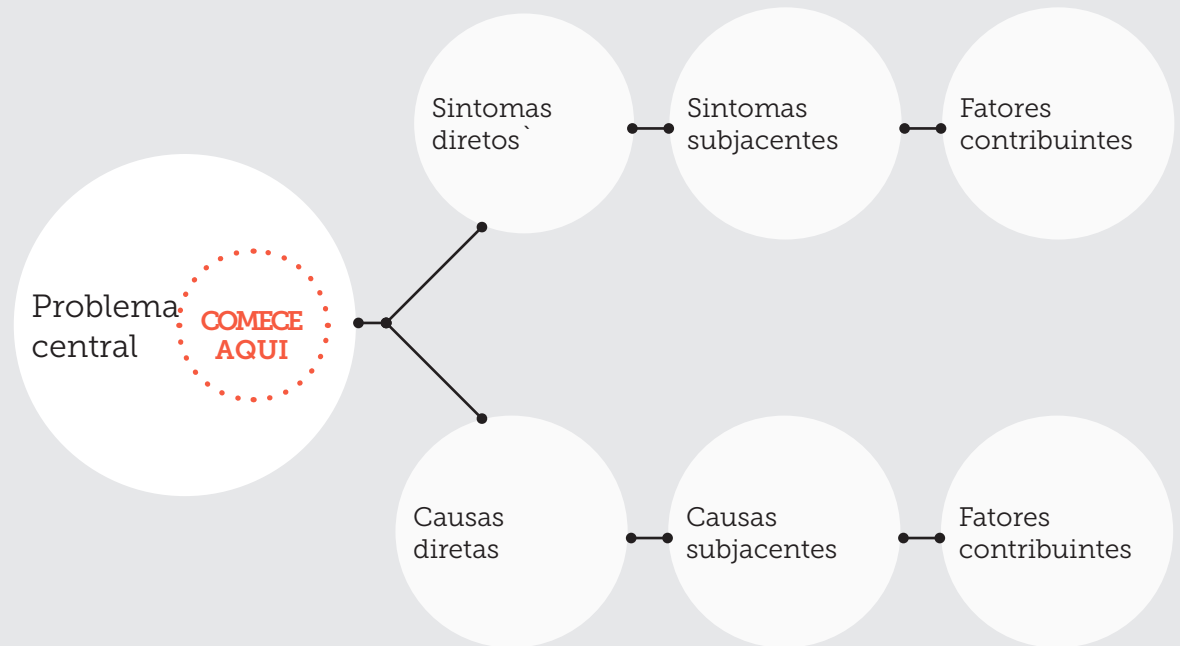 Sintomas
diretos`
Sintomas
subjacentes
Fatores
contribuintes
Problema
central
COMECE
AQUI
Causas
diretas
Causas
subjacentes
Fatores
contribuintes